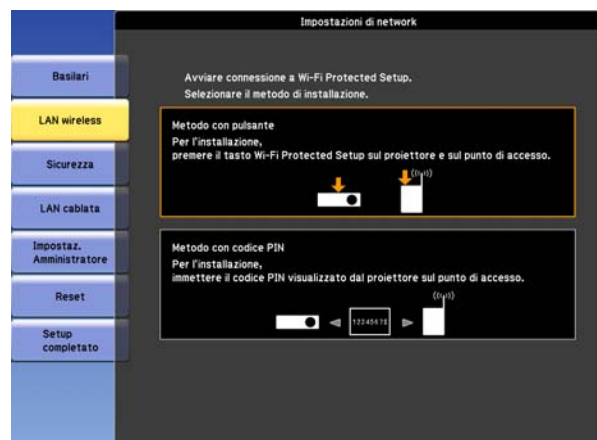 Impostazioni di network
Basilari
LAN wireless
Sicurezza
LAN cablata
Impostaz.
Amministratore
Reset
Setup
completato
Avviare connessione a Wi-Fi Protected Setup.
Selezionare il metodo di installazione.
Metodo con pulsante
Per l'installazione,
premere il tasto Wi-Fi Protected Setup sul proiettore e sul punto di accesso.
Metodo con codice PIN
Per l'installazione,
immettere il codice PIN visualizzato dal proiettore sul punto di accesso.
12345678